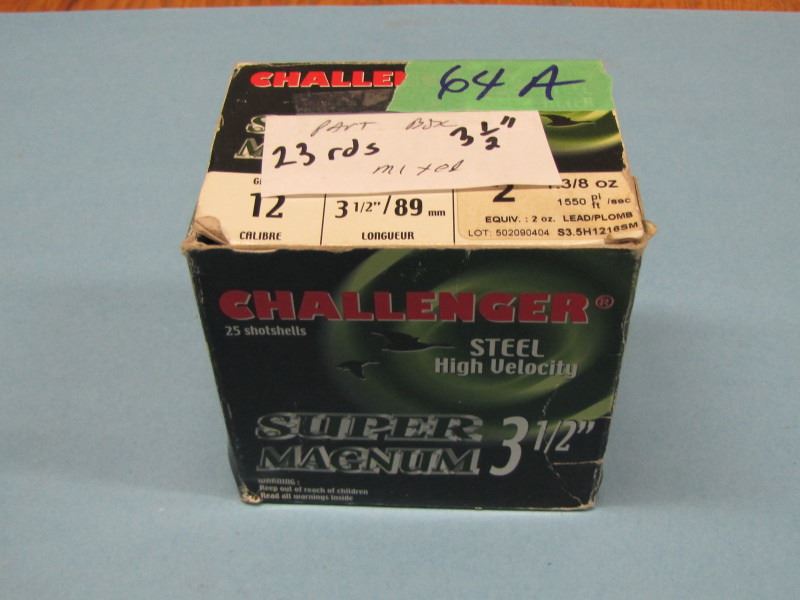 CHALLEN
64 A
PART BOX 3 1/2"
23 rds
mixed
12
3 1/2"/89 mm
2
1.3/8 oz
1550 pi/ft /sec
CALIBRE
LONGUEUR
EQUIV. : 2 oz. LEAD/PLOMB
LOT: 502090404 S3.5H1216SM
CHALLENGER®
25 shotshells
STEEL
High Velocity
SUPER
MAGNUM 3 1/2"
WARNING :
Keep out of reach of children
Read all warnings inside